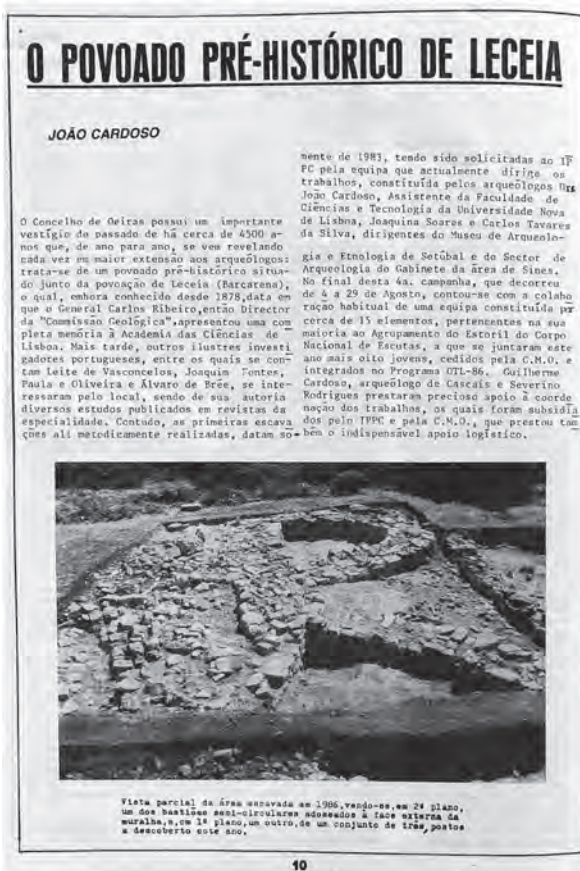 O POVOADO PRÉ-HISTÓRICO DE LECEIA
JOÃO CARDOSO
O Concelho de Oeiras possui um importante
vestígio do passado de há cerca de 4500 a-
nos que, de ano para ano, se vem revelando
cada vez em maior extensão aos arqueólogos:
trata-se de um povoado pré-histórico situa-
do junto da povoação de Leceia (Barcarena),
o qual, embora conhecido desde 1878,data em
que o General Carlos Ribeiro,então Director
da "Commissão Geológica",apresentou uma com
pleta memória à Academia das Ciências de
Lisboa. Mais tarde, outros ilustres investi
gadores portugueses, entre os quais se con-
tam Leite de Vasconcelos, Joaquim Fontes,
Paula e Oliveira e Álvaro de Brée, se inte-
ressaram pelo local, sendo de sua autoria
diversos estudos publicados em revistas da
especialidade. Contudo, as primeiras escava
ções ali metodicamente realizadas, datam so-
mente de 1983, tendo sido solicitadas ao IP
PC pela equipa que actualmente dirige os
trabalhos, constituída pelos arqueólogos Drs
João Cardoso, Assistente da Faculdade de
Ciências e Tecnologia da Universidade Nova
de Lisboa, Joaquina Soares e Carlos Tavares
da Silva, dirigentes do Museu de Arqueolo-
gia e Etnologia de Setúbal e do Sector de
Arqueologia do Gabinete da área de Sines.
No final desta 4a. campanha, que decorreu
de 4 a 29 de Agosto, contou-se com a colabo
ração habitual de uma equipa constituída por
cerca de 15 elementos, pertencentes na sua
maioria ao Agrupamento do Estoril do Corpo
Nacional de Escutas, a que se juntaram este
ano mais oito jovens, cedidos pela C.M.O. e
integrados no Programa OTL-86. Guilherme
Cardoso, arqueólogo de Cascais e Severino
Rodrigues prestaram precioso apoio à coorde
nação dos trabalhos, os quais foram subsidia
dos pelo IPPC e pela C.M.O., que prestou tam
bém o indispensável apoio logístico.
Vista parcial da área escavada em 1986,vendo-se,em 2º plano,
um dos bastiões semi-circulares adossados à face externa da
muralha,e,em 1º plano,um outro,de um conjunto de três,postos
a descoberto este ano.
10